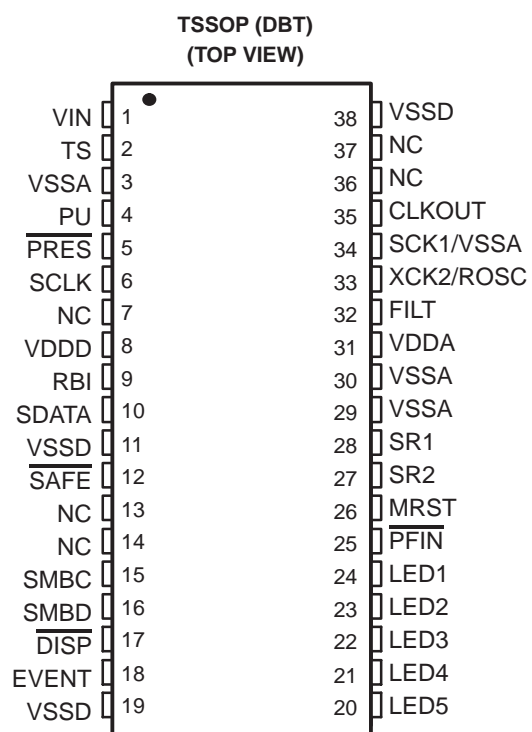 TSSOP (DBT)
(TOP VIEW)
VIN 1 38 VSSD
TS 2 37 NC
VSSA 3 36 NC
PU 4 35 CLKOUT
PRES 5 34 SCK1/VSSA
SCLK 6 33 XCK2/ROSC
NC 7 32 FILT
VDDD 8 31 VDDA
RBI 9 30 VSSA
SDATA 10 29 VSSA
VSSD 11 28 SR1
SAFE 12 27 SR2
NC 13 26 MRST
NC 14 25 PFIN
SMBC 15 24 LED1
SMBD 16 23 LED2
DISP 17 22 LED3
EVENT 18 21 LED4
VSSD 19 20 LED5